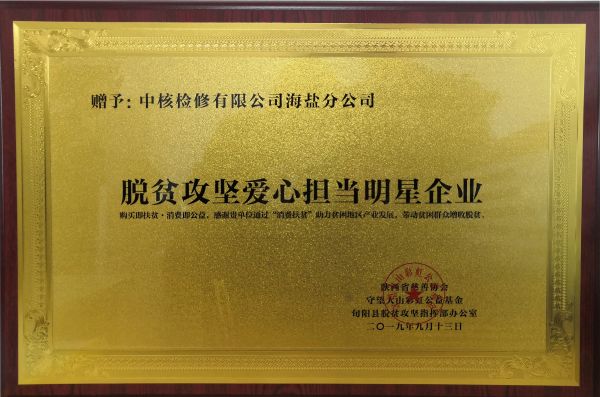 赠予：中核检修有限公司海盐分公司
脱贫攻坚爱心担当明星企业
购买即扶贫·消费即公益，感谢贵单位通过“消费扶贫”助力贫困地区产业发展，带动贫困群众增收脱贫。
陕西省慈善协会
守望大山彩虹公益基金
旬阳县脱贫攻坚指挥部办公室
二〇一九年九月十三日